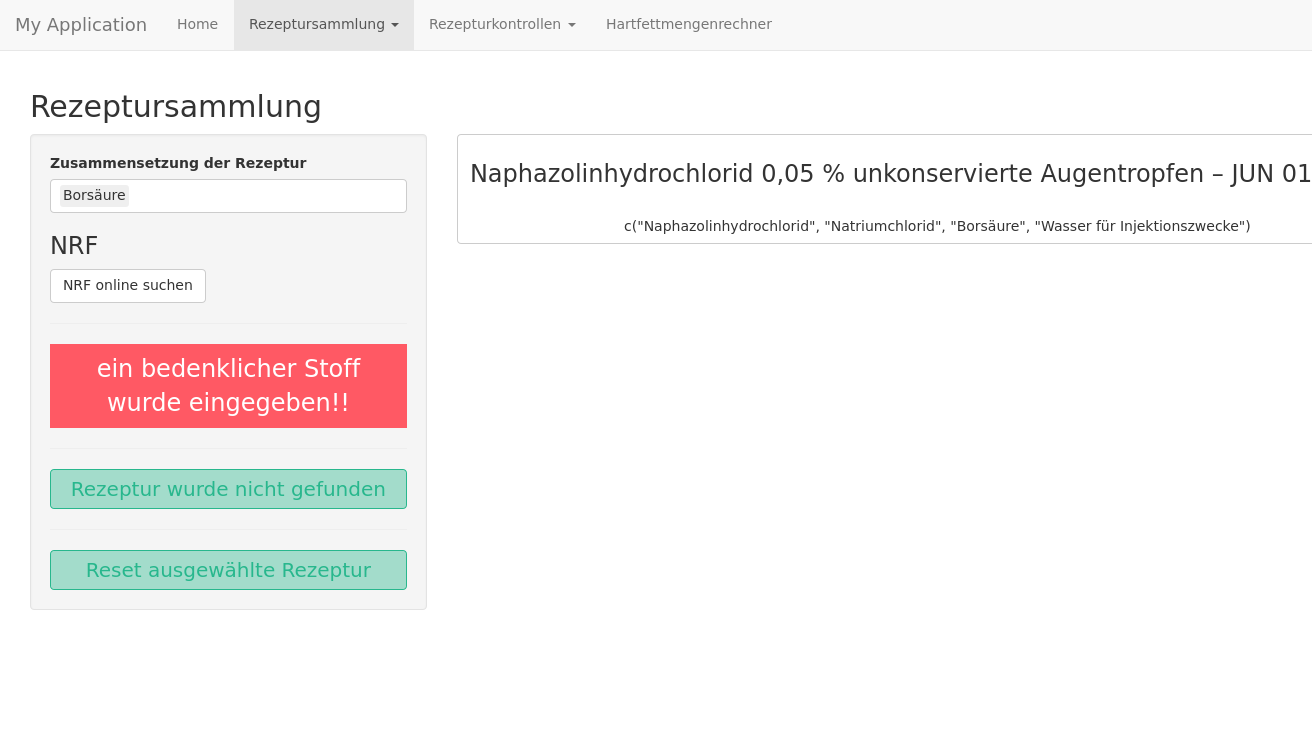 My Application Home Rezeptursammlung Rezepturkontrollen Hartfettmengenrechner
Rezeptursammlung
Zusammensetzung der Rezeptur
Borsäure
NRF
NRF online suchen
ein bedenklicher Stoff
wurde eingegeben!!
Rezeptur wurde nicht gefunden
Reset ausgewählte Rezeptur
Naphazolinhydrochlorid 0,05 % unkonservierte Augentropfen – JUN 01
c("Naphazolinhydrochlorid", "Natriumchlorid", "Borsäure", "Wasser für Injektionszwecke")